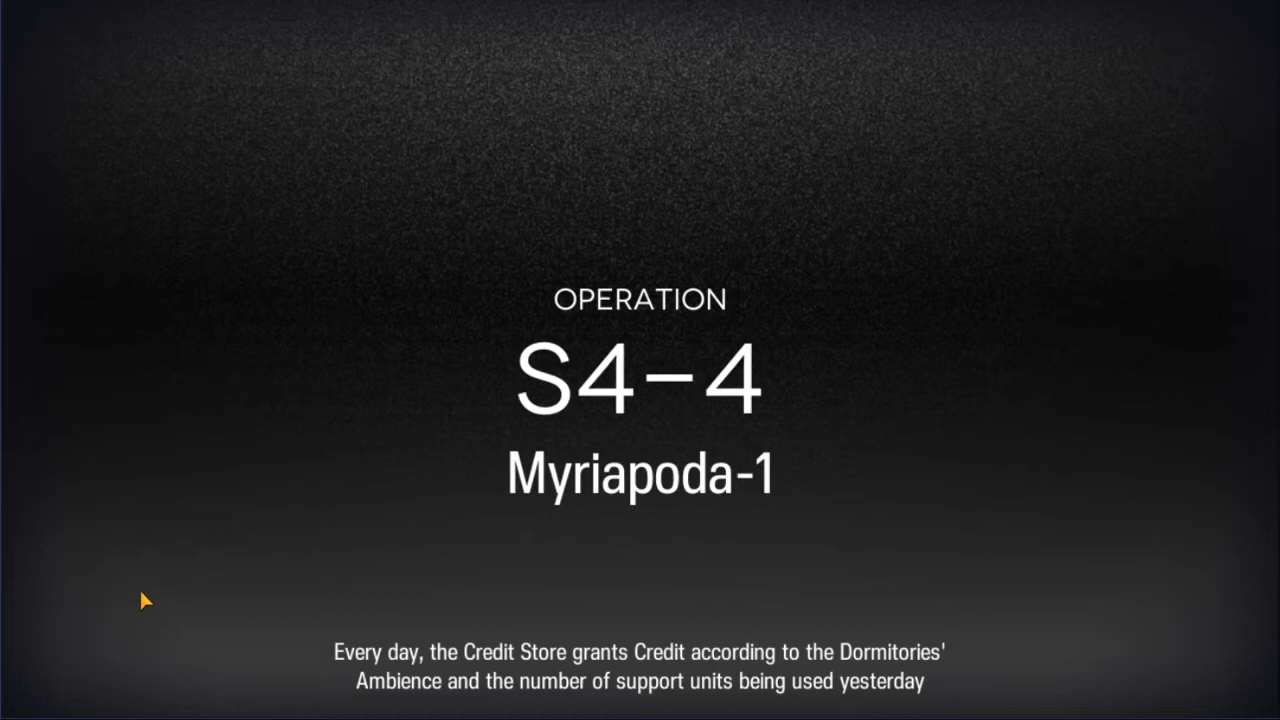 OPERATION
S4-4
Myriapoda-1
Every day, the Credit Store grants Credit according to the Dormitories'
Ambience and the number of support units being used yesterday